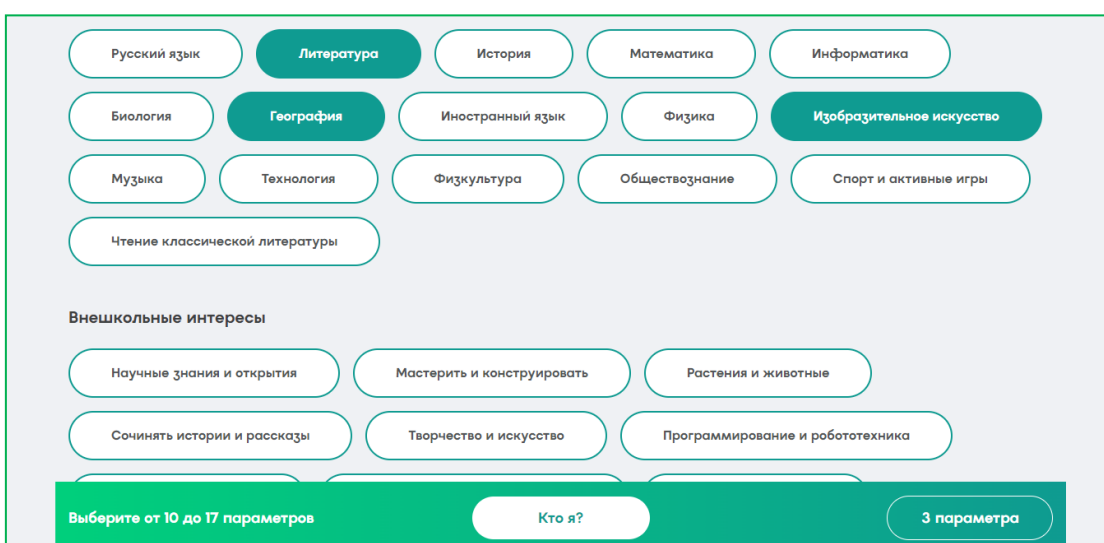 Русский язык Литература История Математика Информатика
Биология География Иностранный язык Физика Изобразительное искусство
Музыка Технология Физкультура Обществознание Спорт и активные игры
Чтение классической литературы
Внешкольные интересы
Научные знания и открытия Мастерить и конструировать Растения и животные
Сочинять истории и рассказы Творчество и искусство Программирование и робототехника
Выберите от 10 до 17 параметров Кто я? 3 параметра